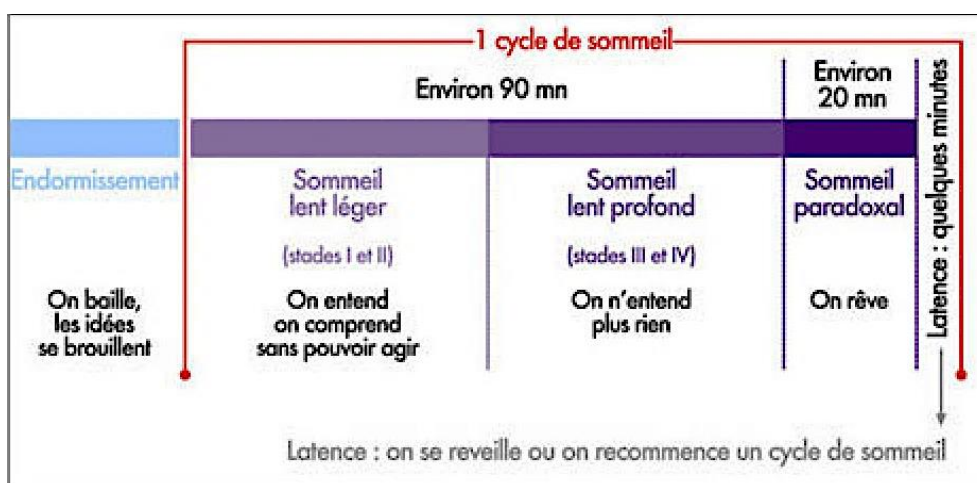 1 cycle de sommeil
Environ 90 mn
Environ
20 mn
Endormissement
Sommeil
lent léger
(stades I et II)
Sommeil
lent profond
(stades III et IV)
Sommeil
paradoxal
Latence : quelques minutes
On baille,
les idées
se brouillent
On entend
on comprend
sans pouvoir agir
On n'entend
plus rien
On rêve
Latence : on se reveille ou on recommence un cycle de sommeil